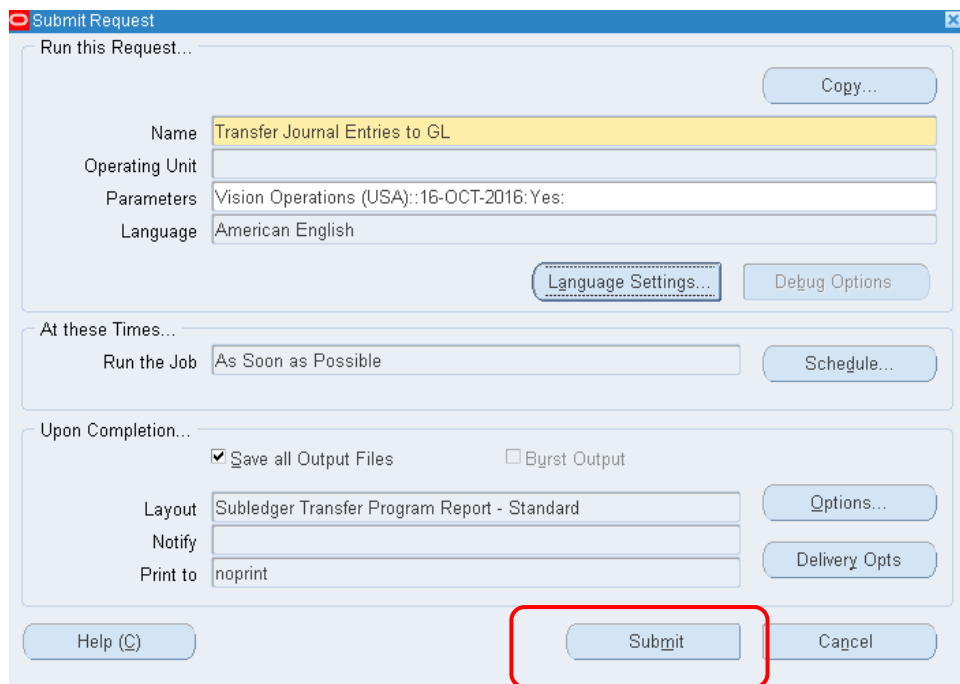 Submit Request
Run this Request...
Copy...
Name Transfer Journal Entries to GL
Operating Unit
Parameters Vision Operations (USA)::16-OCT-2016:Yes:
Language American English
Language Settings... Debug Options
At these Times...
Run the Job As Soon as Possible Schedule...
Upon Completion...
Save all Output Files Burst Output
Layout Subledger Transfer Program Report - Standard Options...
Notify
Delivery Opts
Print to noprint
Help (C) Submit Cancel